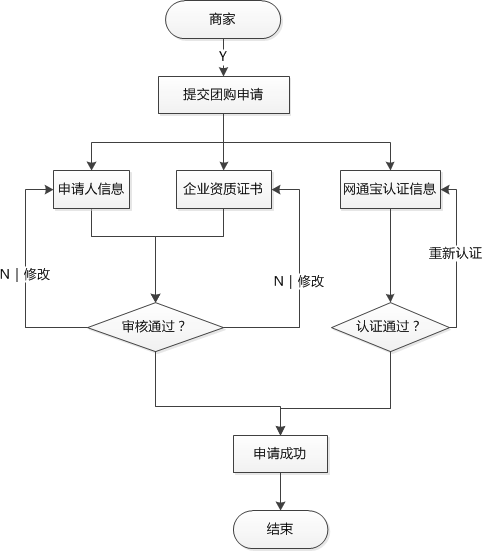 商家
Y
提交团购申请
申请人信息
企业资质证书
网通宝认证信息
重新认证
N | 修改
N | 修改
审核通过？
认证通过？
申请成功
结束